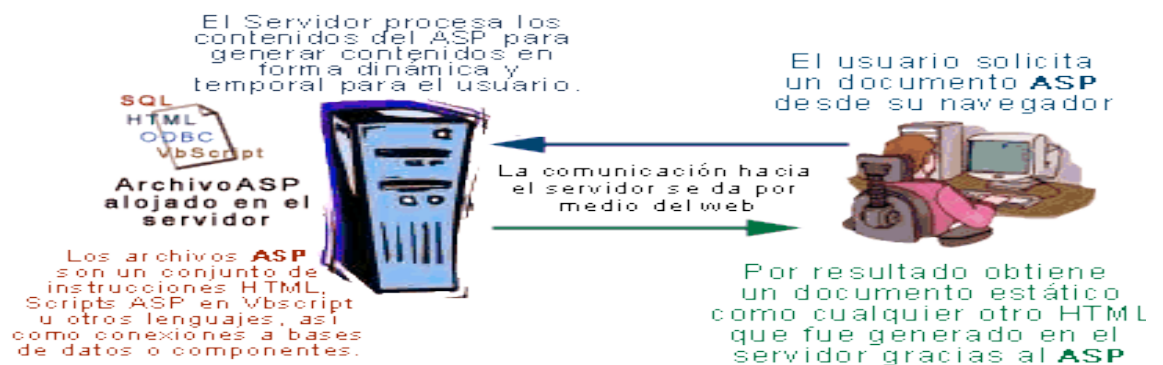 El Servidor procesa los
contenidos del ASP para
generar contenidos en
forma dinámica y
temporal para el usuario.
SQL
HTML
ODBC
VbScript
Archivo ASP
alojado en el
servidor
Los archivos ASP
son un conjunto de
instrucciones HTML,
Scripts ASP en Vbscript
u otros lenguajes, así
como conexiones a bases
de datos o componentes.
El usuario solicita
un documento ASP
desde su navegador
La comunicación hacia
el servidor se da por
medio del web
Por resultado obtiene
un documento estático
como cualquier otro HTML
que fue generado en el
servidor gracias al ASP